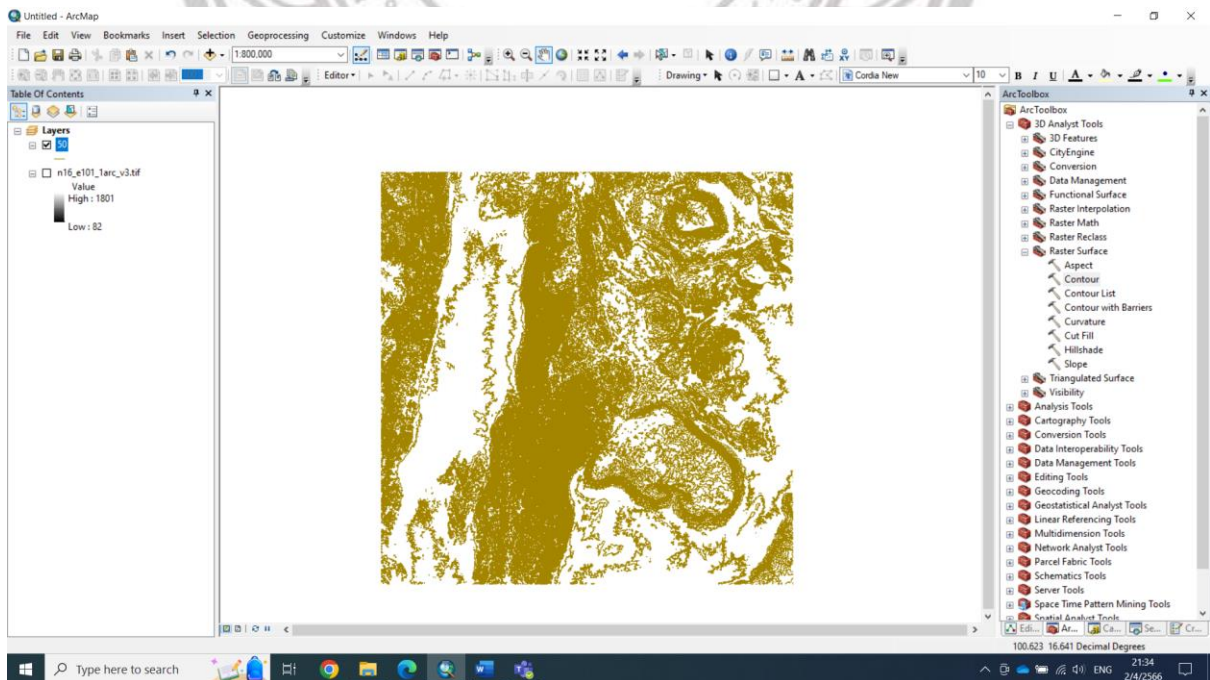 Untitled - ArcMap
File Edit View Bookmarks Insert Selection Geoprocessing Customize Windows Help
1:800,000
Editor Drawing Cordia New 10 B I U A
Table Of Contents
Layers
50
n16_e101_1arc_v3.tif
Value
High : 1801
Low : 82
ArcToolbox
ArcToolbox
3D Analyst Tools
3D Features
CityEngine
Conversion
Data Management
Functional Surface
Raster Interpolation
Raster Math
Raster Reclass
Raster Surface
Aspect
Contour
Contour List
Contour with Barriers
Curvature
Cut Fill
Hillshade
Slope
Triangulated Surface
Visibility
Analysis Tools
Cartography Tools
Conversion Tools
Data Interoperability Tools
Data Management Tools
Editing Tools
Geocoding Tools
Geostatistical Analyst Tools
Linear Referencing Tools
Multidimension Tools
Network Analyst Tools
Parcel Fabric Tools
Schematics Tools
Server Tools
Space Time Pattern Mining Tools
Spatial Analyst Tools
Edi... Ar... Ca... Se... Cr...
100.623 16.641 Decimal Degrees
Type here to search
ENG
21:34
2/4/2566